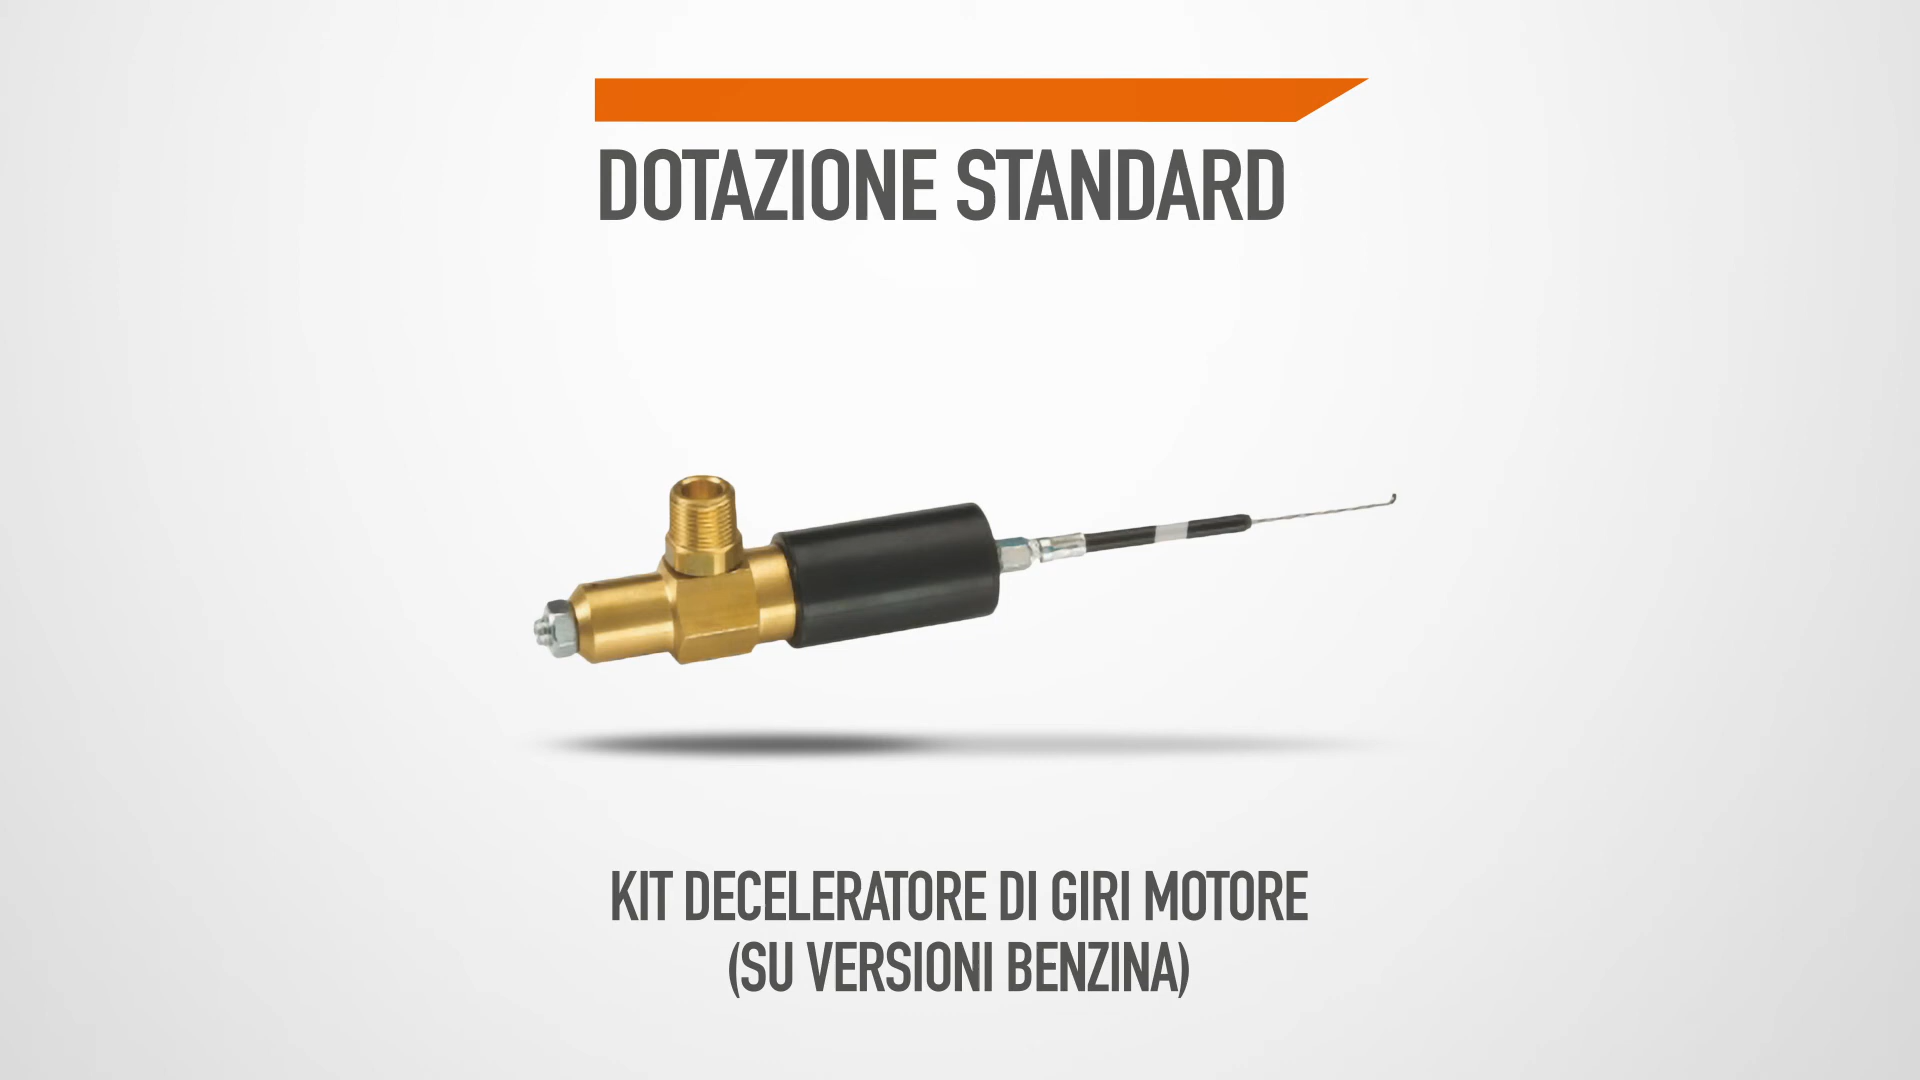 DOTAZIONE STANDARD
KIT DECELERATORE DI GIRI MOTORE
(SU VERSIONI BENZINA)